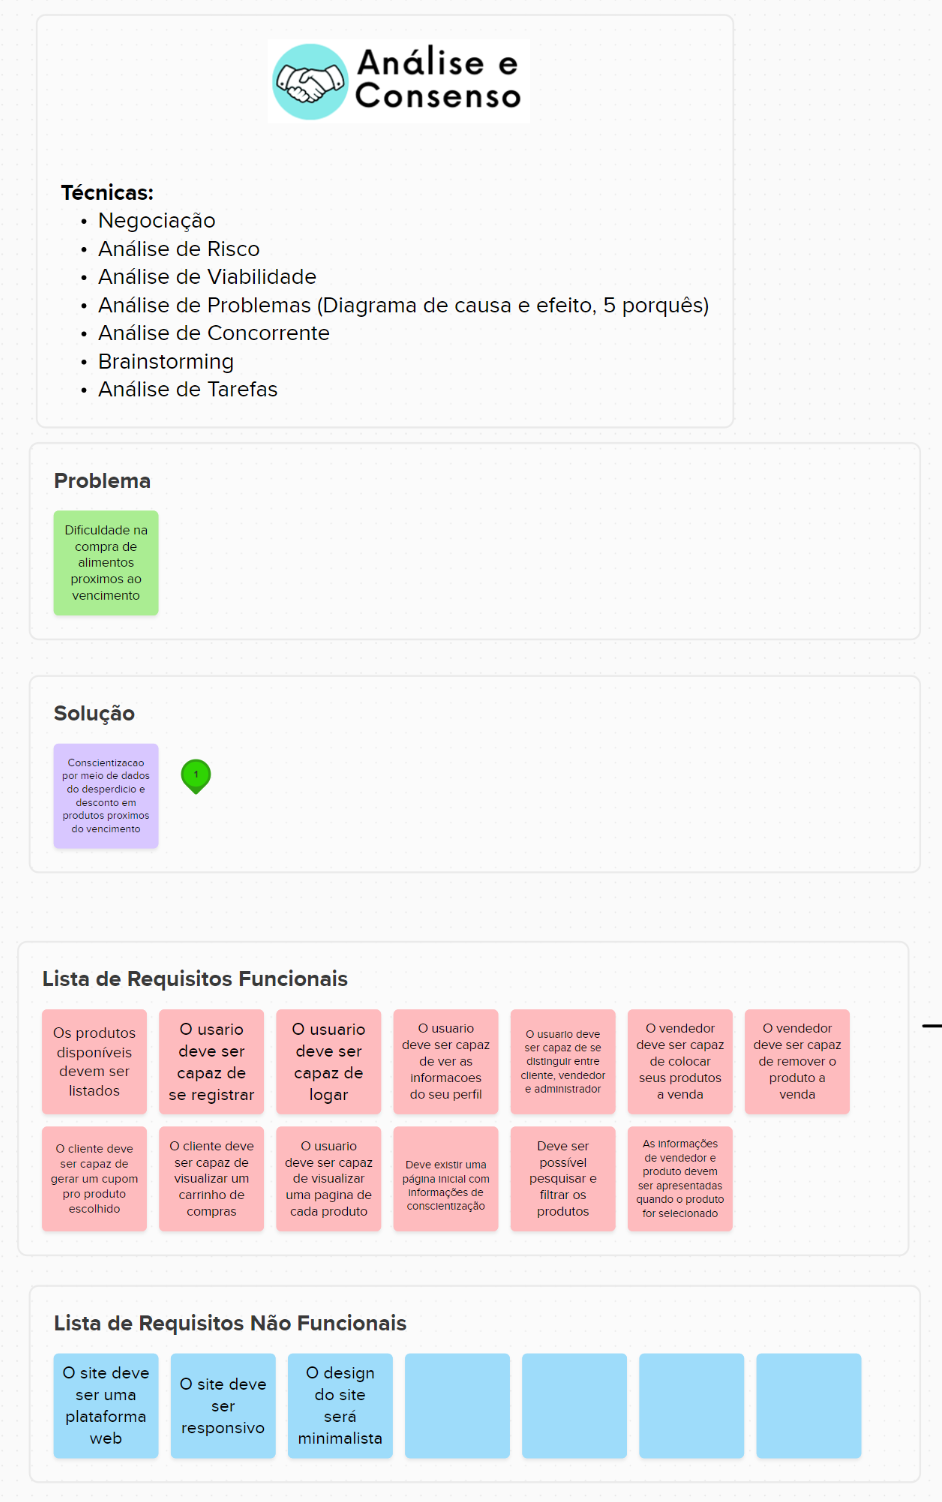 Análise e
Consenso
Técnicas:
• Negociação
• Análise de Risco
• Análise de Viabilidade
• Análise de Problemas (Diagrama de causa e efeito, 5 porquês)
• Análise de Concorrente
• Brainstorming
• Análise de Tarefas
Problema
Dificuldade na
compra de
alimentos
proximos ao
vencimento
Solução
Conscientizacao
por meio de dados
do desperdicio e
desconto em
produtos proximos
do vencimento
1
Lista de Requisitos Funcionais
Os produtos
disponíveis
devem ser
listados
O usario
deve ser
capaz de
se registrar
O usuario
deve ser
capaz de
logar
O usuario
deve ser capaz
de ver as
informacoes
do seu perfil
O usuario deve
ser capaz de se
distinguir entre
cliente, vendedor
e administrador
O vendedor
deve ser capaz
de colocar
seus produtos
a venda
O vendedor
deve ser capaz
de remover o
produto a
venda
O cliente deve
ser capaz de
gerar um cupom
pro produto
escolhido
O cliente deve
ser capaz de
visualizar um
carrinho de
compras
O usuario
deve ser capaz
de visualizar
uma pagina de
cada produto
Deve existir uma
página inicial com
informações de
conscientização
Deve ser
possível
pesquisar e
filtrar os
produtos
As informações
de vendedor e
produto devem
ser apresentadas
quando o produto
for selecionado
Lista de Requisitos Não Funcionais
O site deve
ser uma
plataforma
web
O site deve
ser
responsivo
O design
do site
será
minimalista